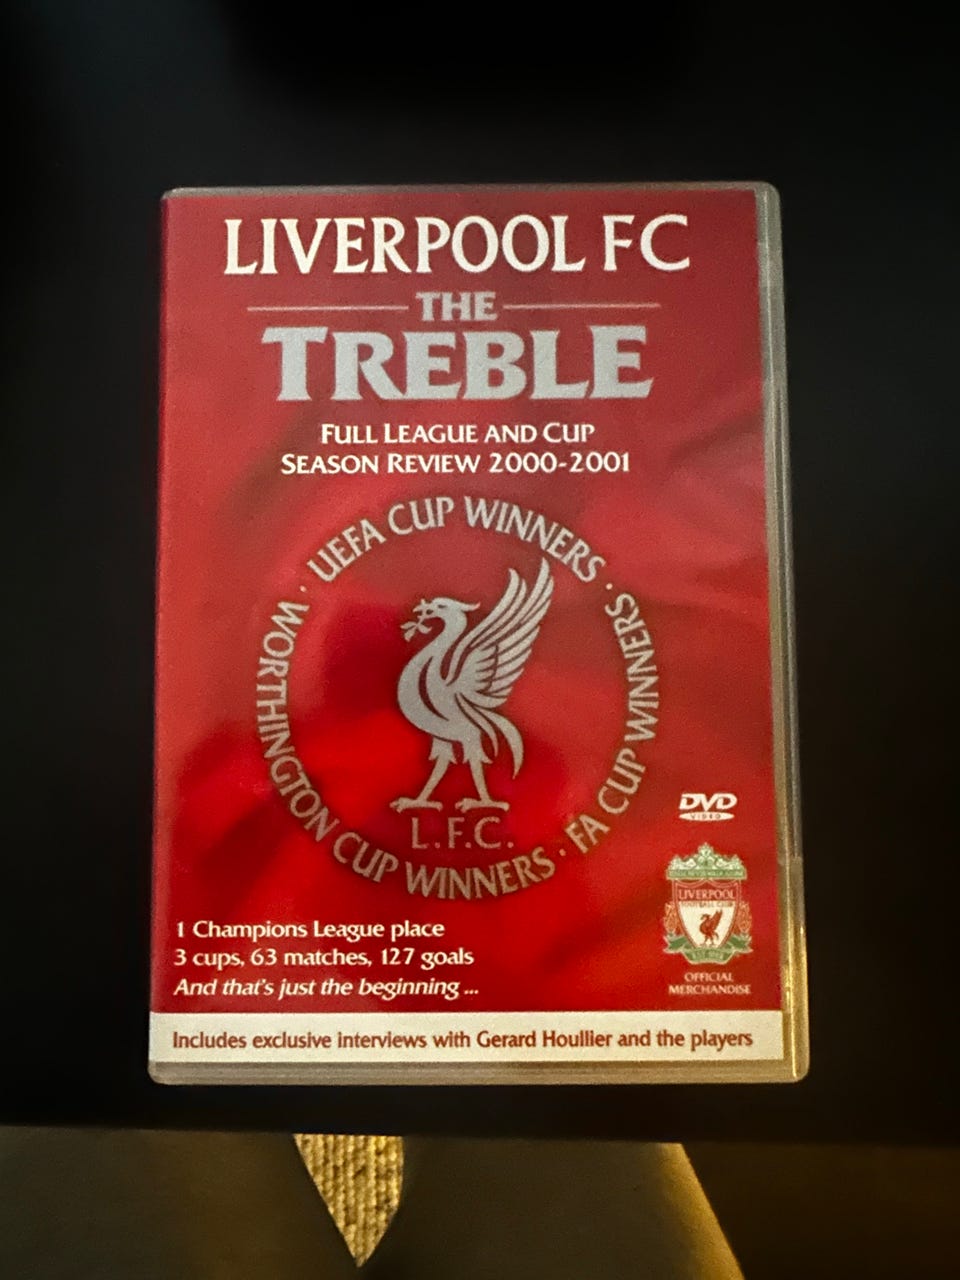 LIVERPOOL FC
THE
TREBLE
FULL LEAGUE AND CUP
SEASON REVIEW 2000-2001
UEFA CUP WINNERS · FA CUP WINNERS · WORTHINGTON CUP WINNERS ·
L.F.C.
DVD
VIDEO
LIVERPOOL
FOOTBALL CLUB
OFFICIAL
MERCHANDISE
1 Champions League place
3 cups, 63 matches, 127 goals
And that's just the beginning ...
Includes exclusive interviews with Gerard Houllier and the players